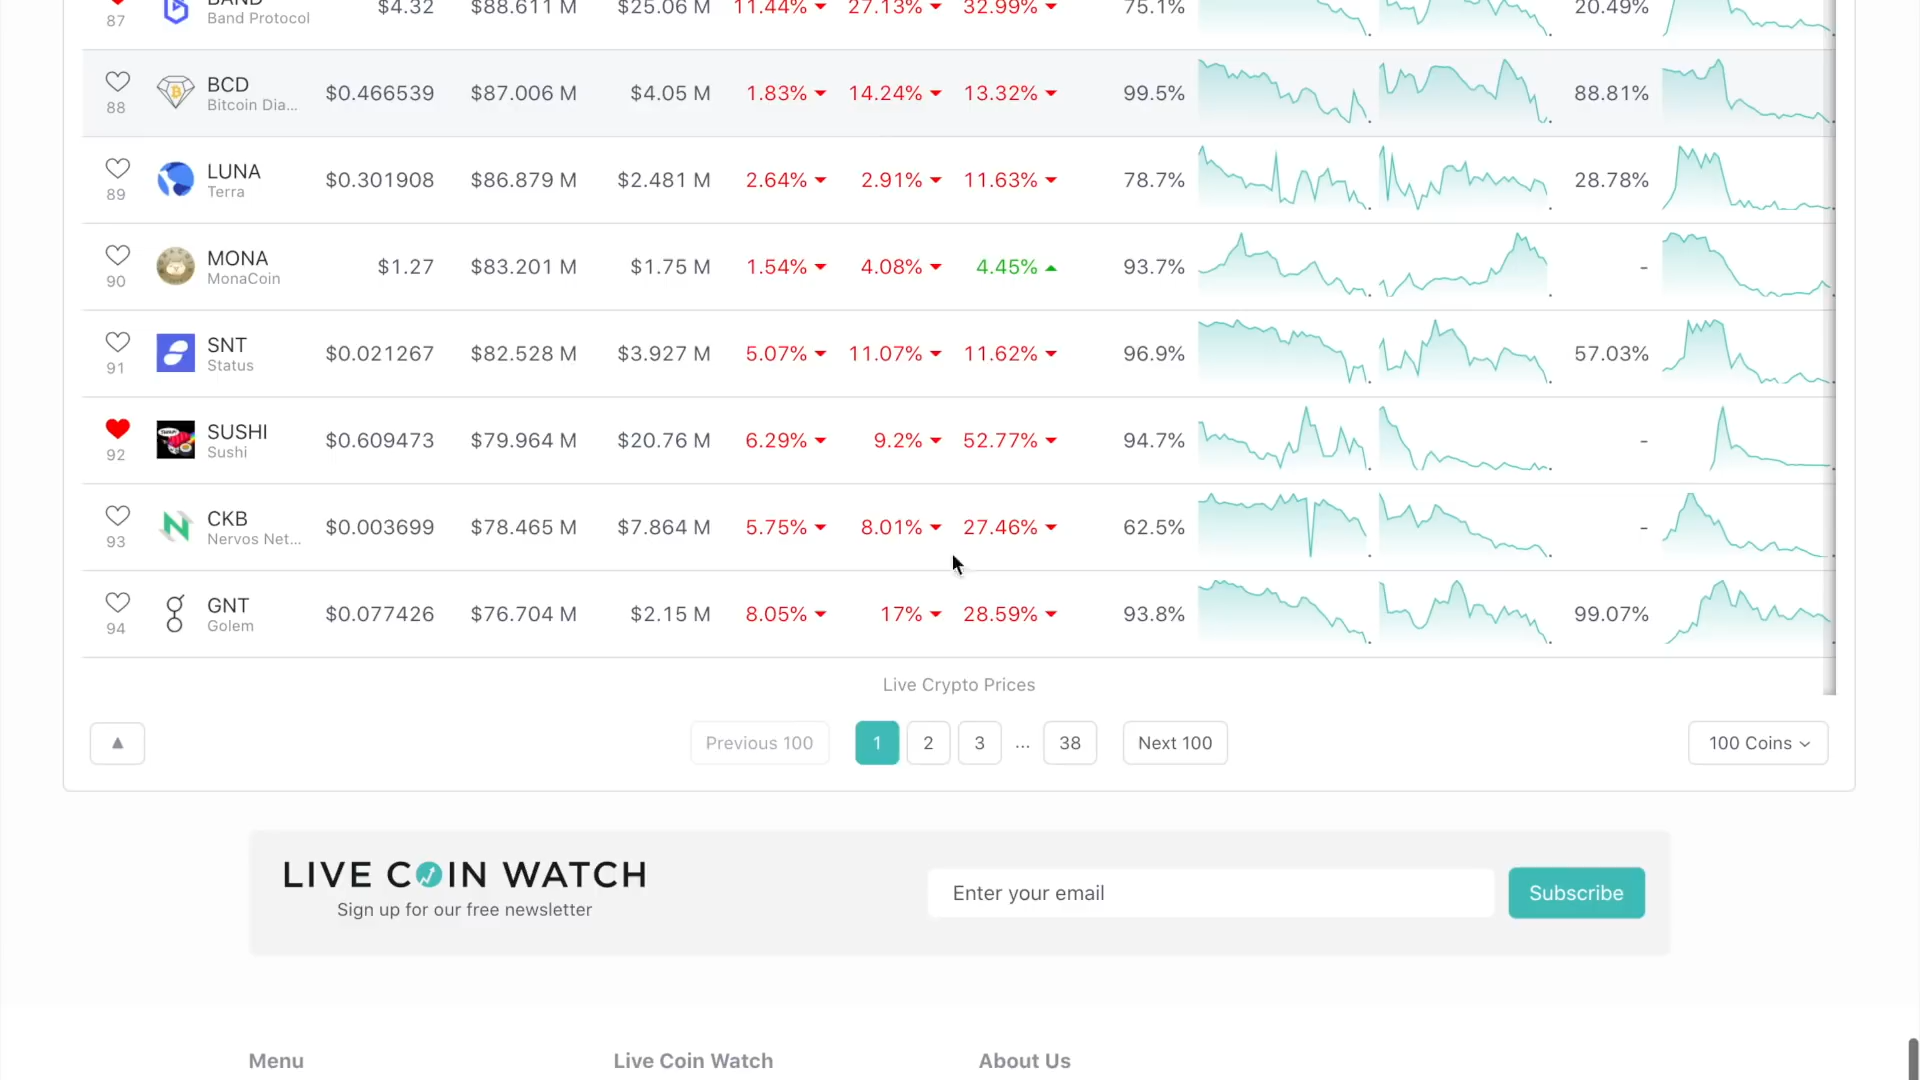 BAND $4.32 $88.611 M $25.06 M 11.44% 27.13% 32.99% 75.1% 20.49%
87 Band Protocol
BCD $0.466539 $87.006 M $4.05 M 1.83% 14.24% 13.32% 99.5% 88.81%
88 Bitcoin Dia...
LUNA $0.301908 $86.879 M $2.481 M 2.64% 2.91% 11.63% 78.7% 28.78%
89 Terra
MONA $1.27 $83.201 M $1.75 M 1.54% 4.08% 4.45% 93.7% -
90 MonaCoin
SNT $0.021267 $82.528 M $3.927 M 5.07% 11.07% 11.62% 96.9% 57.03%
91 Status
SUSHI $0.609473 $79.964 M $20.76 M 6.29% 9.2% 52.77% 94.7% -
92 Sushi
CKB $0.003699 $78.465 M $7.864 M 5.75% 8.01% 27.46% 62.5% -
93 Nervos Net...
GNT $0.077426 $76.704 M $2.15 M 8.05% 17% 28.59% 93.8% 99.07%
94 Golem
Live Crypto Prices
Previous 100 1 2 3 ... 38 Next 100 100 Coins
LIVE COIN WATCH
Sign up for our free newsletter
Enter your email
Subscribe
Menu Live Coin Watch About Us